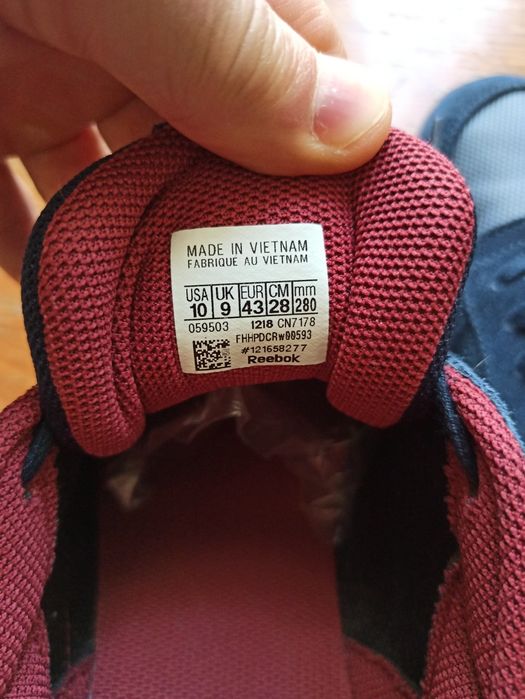 MADE IN VIETNAM
FABRIQUE AU VIETNAM
USA UK EUR CM mm
10 9 43 28 280
059503 1218 CN7178
FHHPDCRW00593
#121658277
Reebok